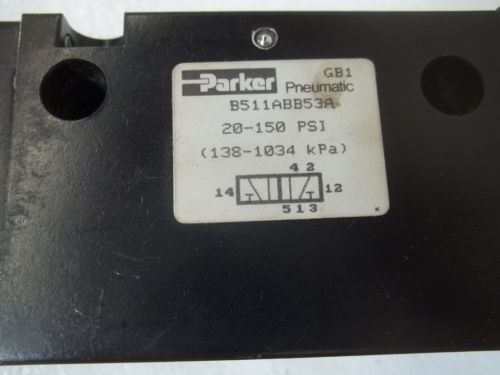 GB1
Parker Pneumatic
B511ABB53A
20-150 PSI
(138-1034 kPa)
4 2
14 12
5 1 3
K